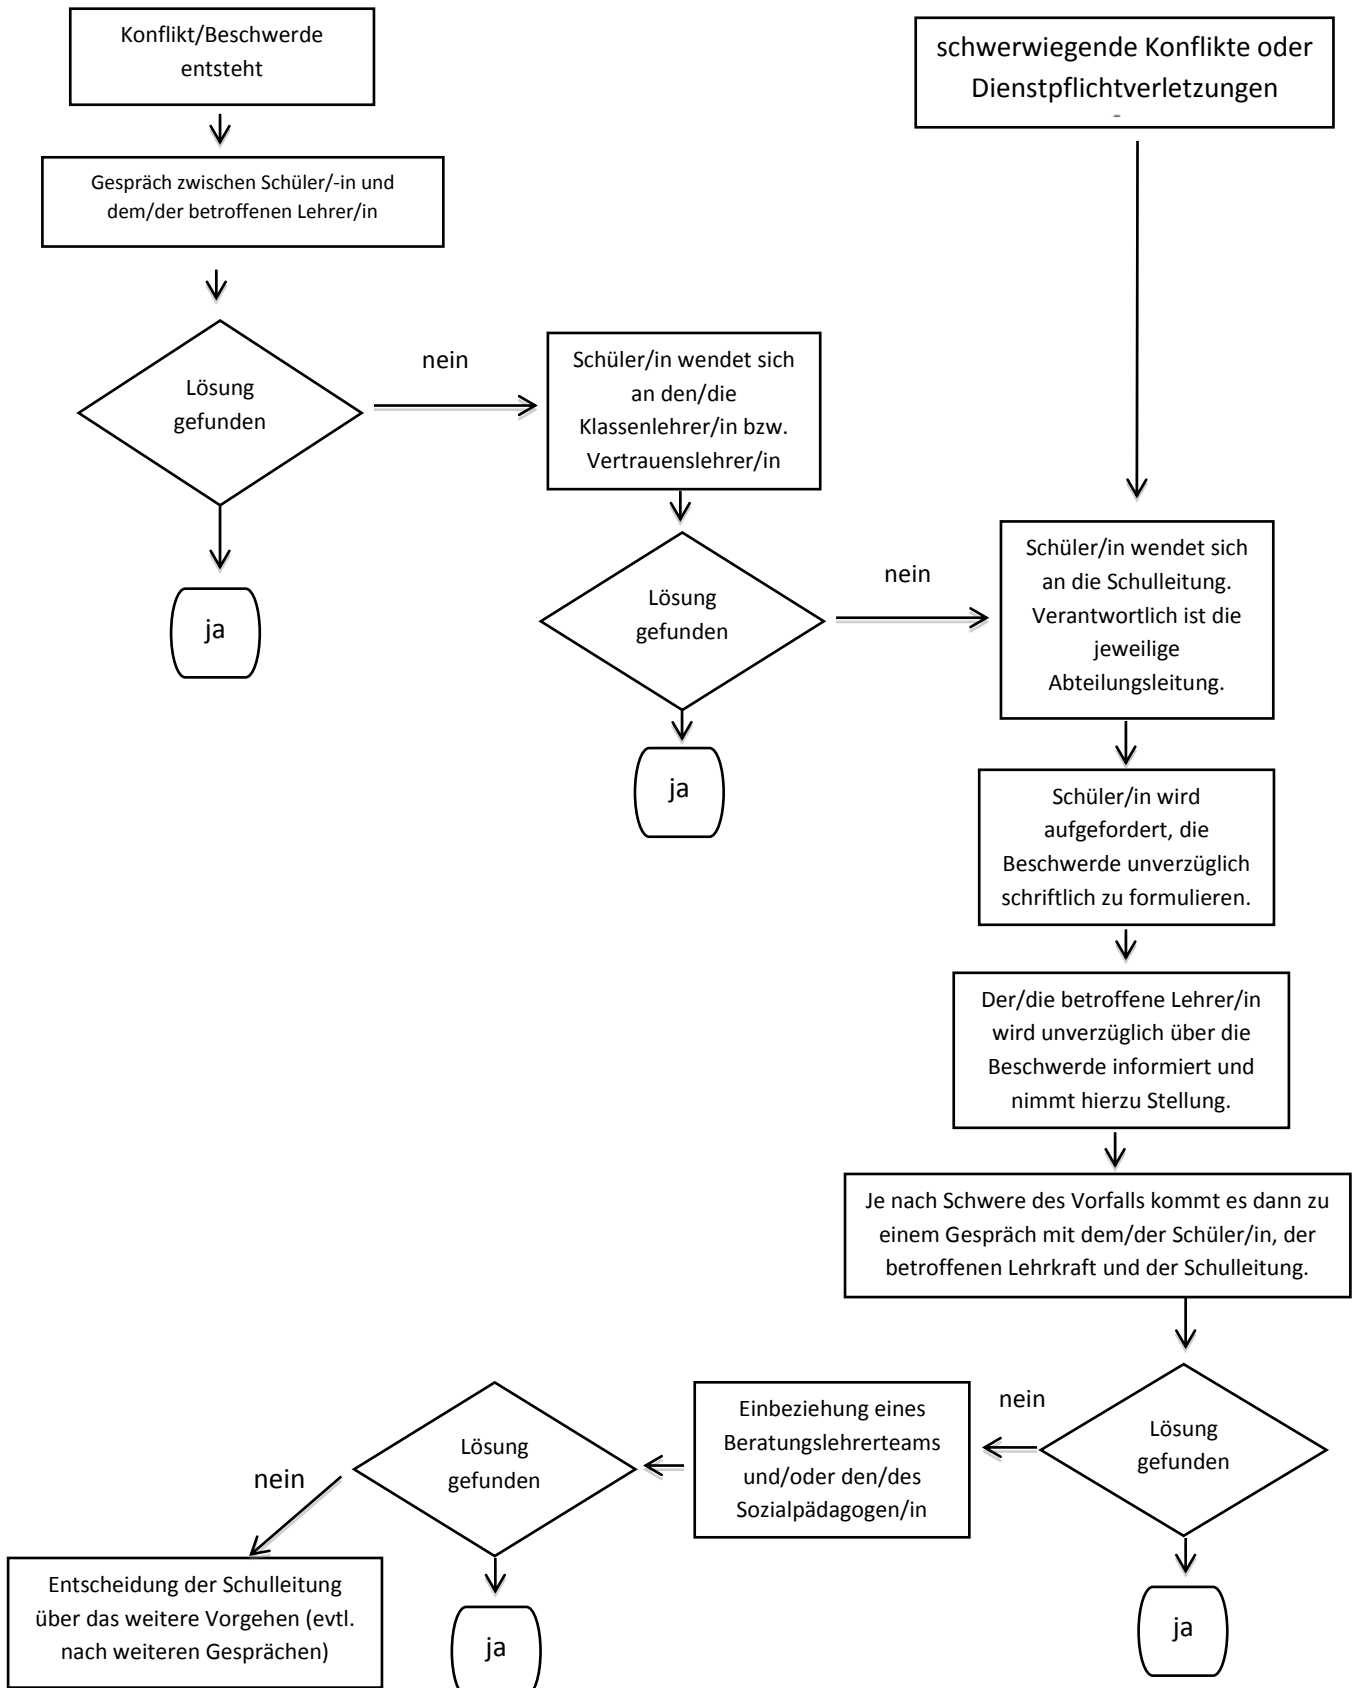 Konflikt/Beschwerde
entsteht
schwerwiegende Konflikte oder
Dienstpflichtverletzungen
-
Gespräch zwischen Schüler/-in und
dem/der betroffenen Lehrer/in
Lösung
gefunden
nein
Schüler/in wendet sich
an den/die
Klassenlehrer/in bzw.
Vertrauenslehrer/in
ja
Lösung
gefunden
nein
Schüler/in wendet sich
an die Schulleitung.
Verantwortlich ist die
jeweilige
Abteilungsleitung.
ja
Schüler/in wird
aufgefordert, die
Beschwerde unverzüglich
schriftlich zu formulieren.
Der/die betroffene Lehrer/in
wird unverzüglich über die
Beschwerde informiert und
nimmt hierzu Stellung.
Je nach Schwere des Vorfalls kommt es dann zu
einem Gespräch mit dem/der Schüler/in, der
betroffenen Lehrkraft und der Schulleitung.
Lösung
gefunden
nein
Einbeziehung eines
Beratungslehrerteams
und/oder den/des
Sozialpädagogen/in
ja
Lösung
gefunden
nein
Entscheidung der Schulleitung
über das weitere Vorgehen (evtl.
nach weiteren Gesprächen)
ja